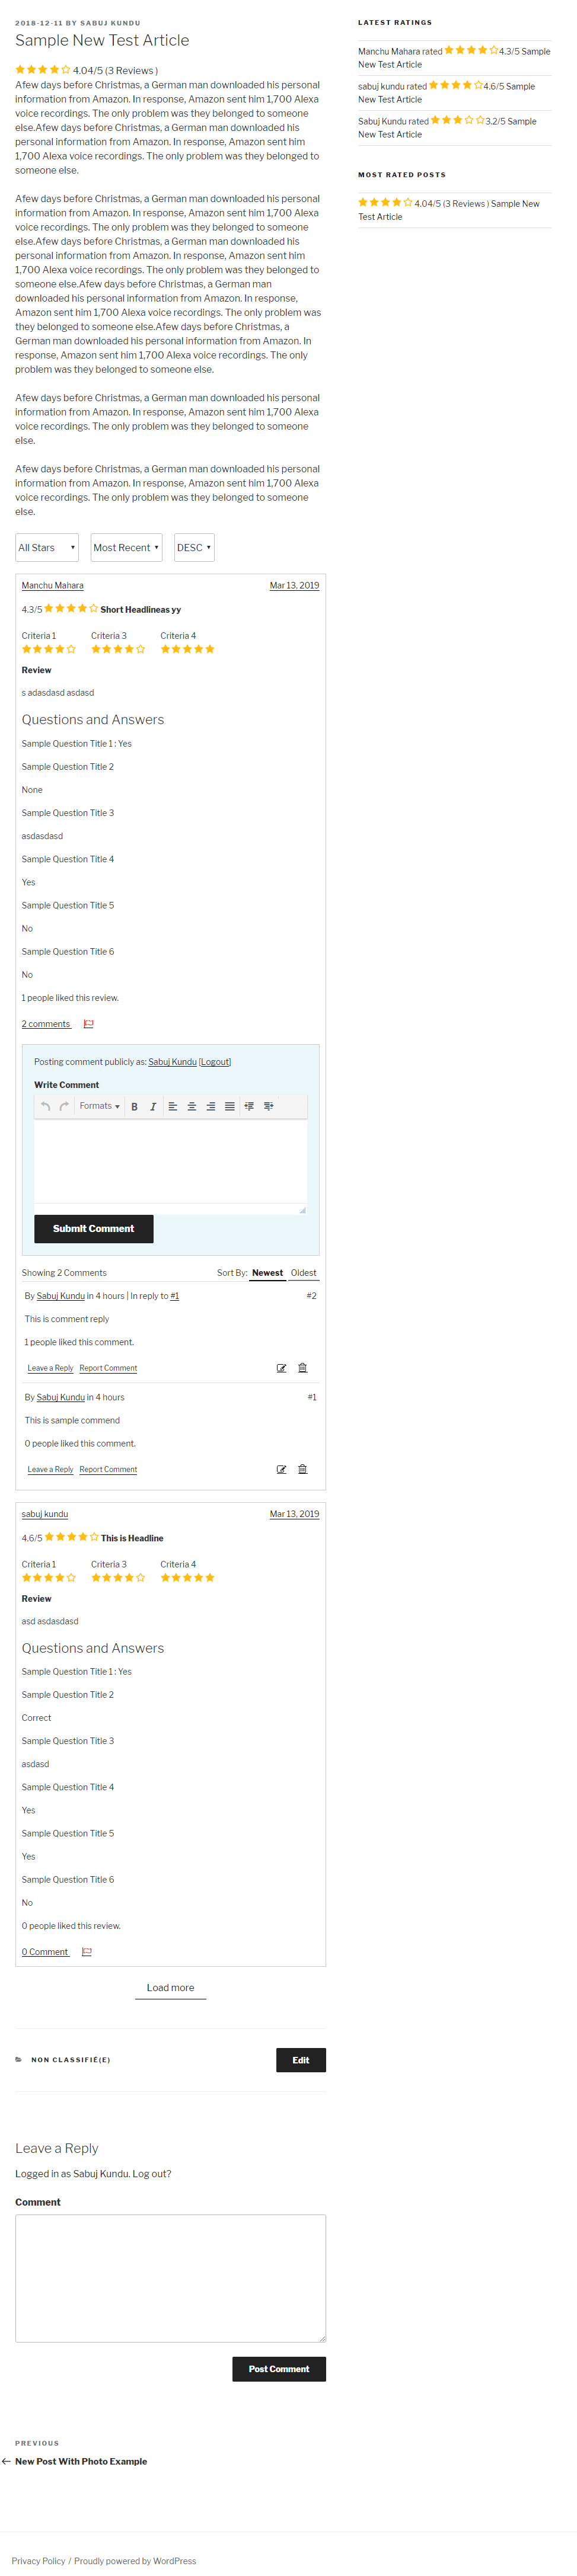 2018-12-11 BY SABUJ KUNDU
Sample New Test Article
4.04/5 (3 Reviews )
Afew days before Christmas, a German man downloaded his personal
information from Amazon. In response, Amazon sent him 1,700 Alexa
voice recordings. The only problem was they belonged to someone
else.Afew days before Christmas, a German man downloaded his
personal information from Amazon. In response, Amazon sent him
1,700 Alexa voice recordings. The only problem was they belonged to
someone else.
Afew days before Christmas, a German man downloaded his personal
information from Amazon. In response, Amazon sent him 1,700 Alexa
voice recordings. The only problem was they belonged to someone
else.Afew days before Christmas, a German man downloaded his
personal information from Amazon. In response, Amazon sent him
1,700 Alexa voice recordings. The only problem was they belonged to
someone else.Afew days before Christmas, a German man
downloaded his personal information from Amazon. In response,
Amazon sent him 1,700 Alexa voice recordings. The only problem was
they belonged to someone else.Afew days before Christmas, a
German man downloaded his personal information from Amazon. In
response, Amazon sent him 1,700 Alexa voice recordings. The only
problem was they belonged to someone else.
Afew days before Christmas, a German man downloaded his personal
information from Amazon. In response, Amazon sent him 1,700 Alexa
voice recordings. The only problem was they belonged to someone
else.
Afew days before Christmas, a German man downloaded his personal
information from Amazon. In response, Amazon sent him 1,700 Alexa
voice recordings. The only problem was they belonged to someone
else.
All Stars Most Recent DESC
Manchu Mahara Mar 13, 2019
4.3/5 Short Headlineas yy
Criteria 1 Criteria 3 Criteria 4
Review
s adasdasd asdasd
Questions and Answers
Sample Question Title 1 : Yes
Sample Question Title 2
None
Sample Question Title 3
asdasdasd
Sample Question Title 4
Yes
Sample Question Title 5
No
Sample Question Title 6
No
1 people liked this review.
2 comments
Posting comment publicly as: Sabuj Kundu [Logout]
Write Comment
Formats B I
Submit Comment
Showing 2 Comments Sort By: Newest Oldest
By Sabuj Kundu in 4 hours | In reply to #1 #2
This is comment reply
1 people liked this comment.
Leave a Reply Report Comment
By Sabuj Kundu in 4 hours #1
This is sample commend
0 people liked this comment.
Leave a Reply Report Comment
sabuj kundu Mar 13, 2019
4.6/5 This is Headline
Criteria 1 Criteria 3 Criteria 4
Review
asd asdasdasd
Questions and Answers
Sample Question Title 1 : Yes
Sample Question Title 2
Correct
Sample Question Title 3
asdasd
Sample Question Title 4
Yes
Sample Question Title 5
Yes
Sample Question Title 6
No
0 people liked this review.
0 Comment
Load more
NON CLASSIFIÉ(E) Edit
Leave a Reply
Logged in as Sabuj Kundu. Log out?
Comment
Post Comment
PREVIOUS
← New Post With Photo Example
LATEST RATINGS
Manchu Mahara rated 4.3/5 Sample
New Test Article
sabuj kundu rated 4.6/5 Sample
New Test Article
Sabuj Kundu rated 3.2/5 Sample
New Test Article
MOST RATED POSTS
4.04/5 (3 Reviews ) Sample New
Test Article
Privacy Policy / Proudly powered by WordPress